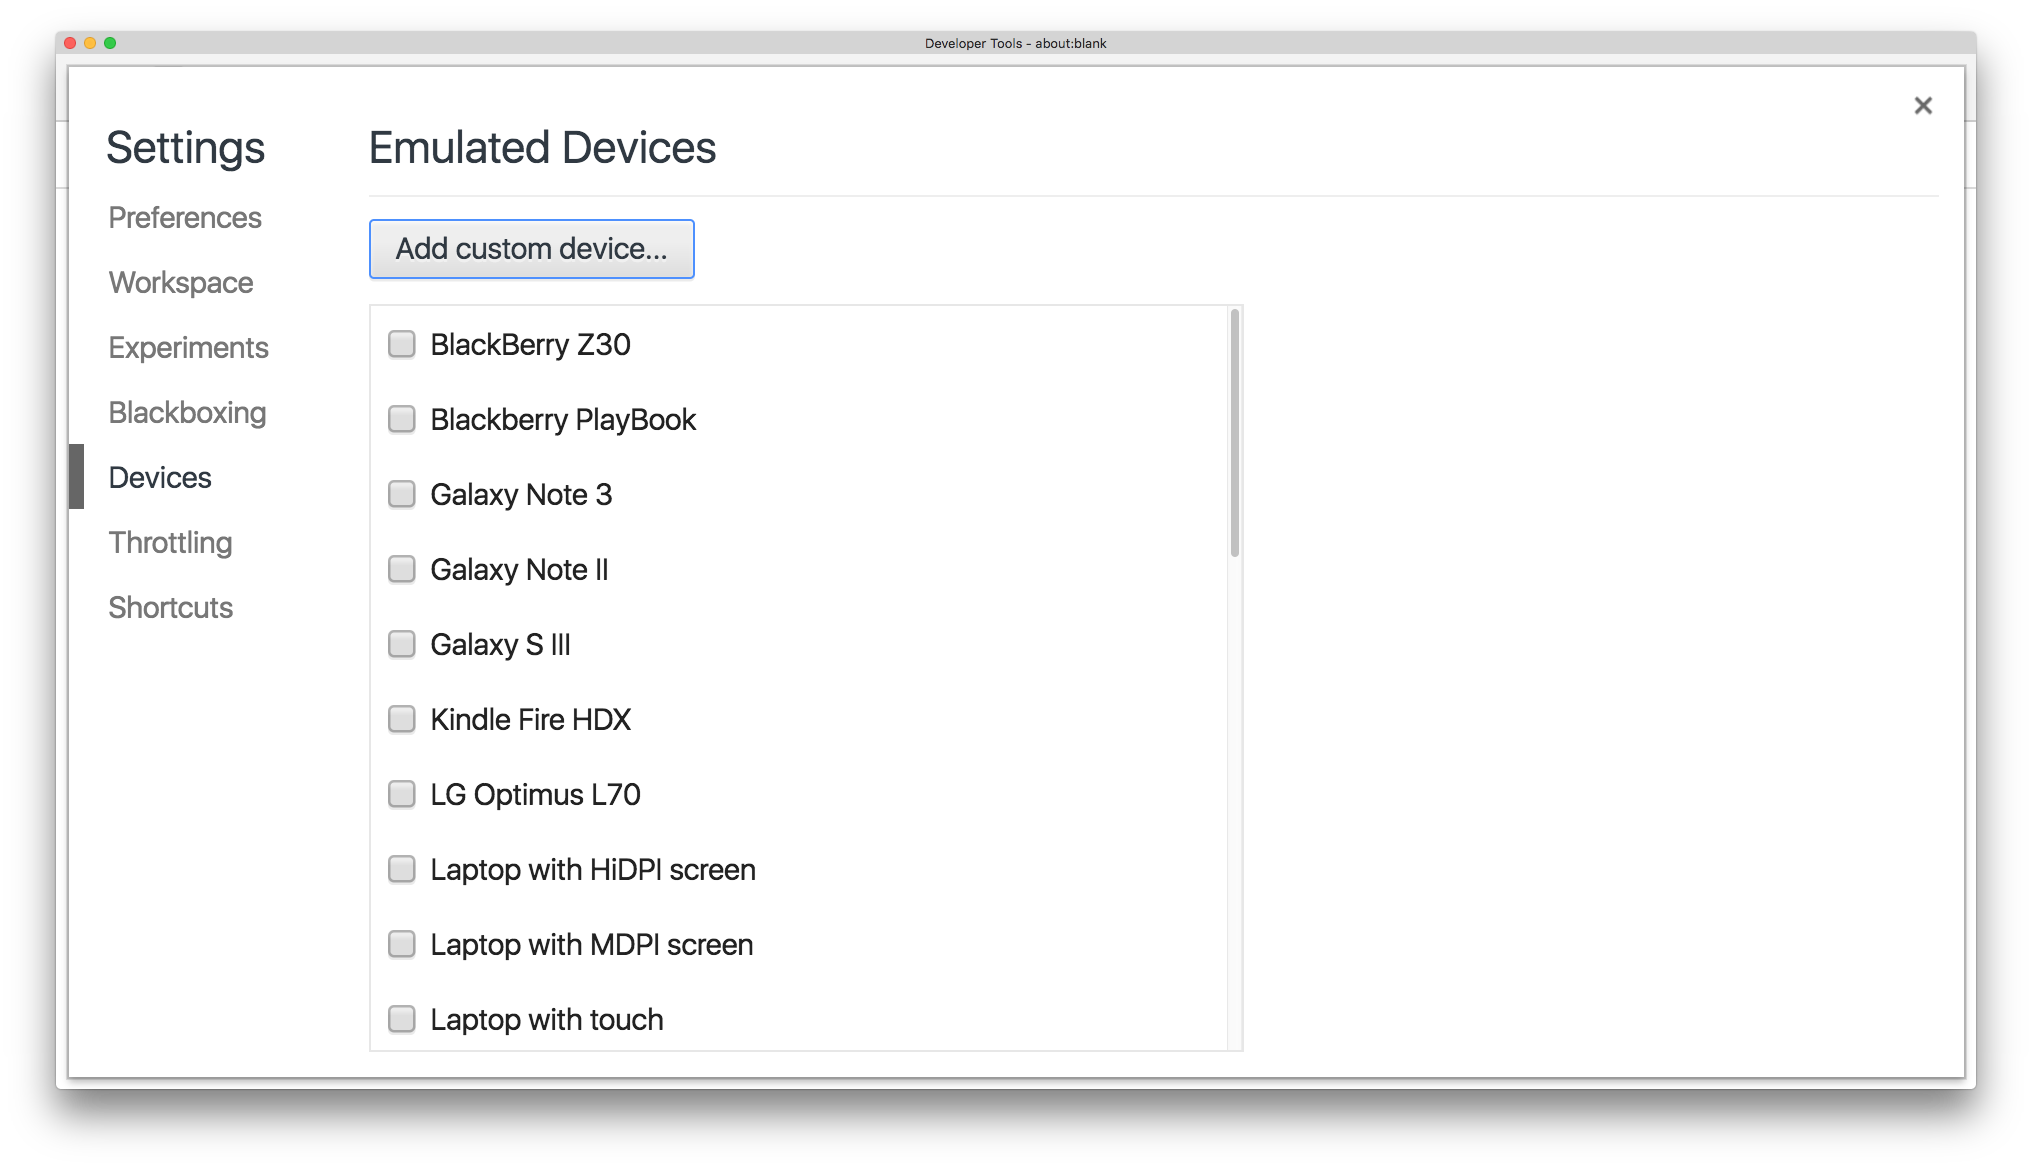 Developer Tools - about:blank
Settings
Preferences
Workspace
Experiments
Blackboxing
Devices
Throttling
Shortcuts
Emulated Devices
Add custom device...
BlackBerry Z30
Blackberry PlayBook
Galaxy Note 3
Galaxy Note II
Galaxy S III
Kindle Fire HDX
LG Optimus L70
Laptop with HiDPI screen
Laptop with MDPI screen
Laptop with touch